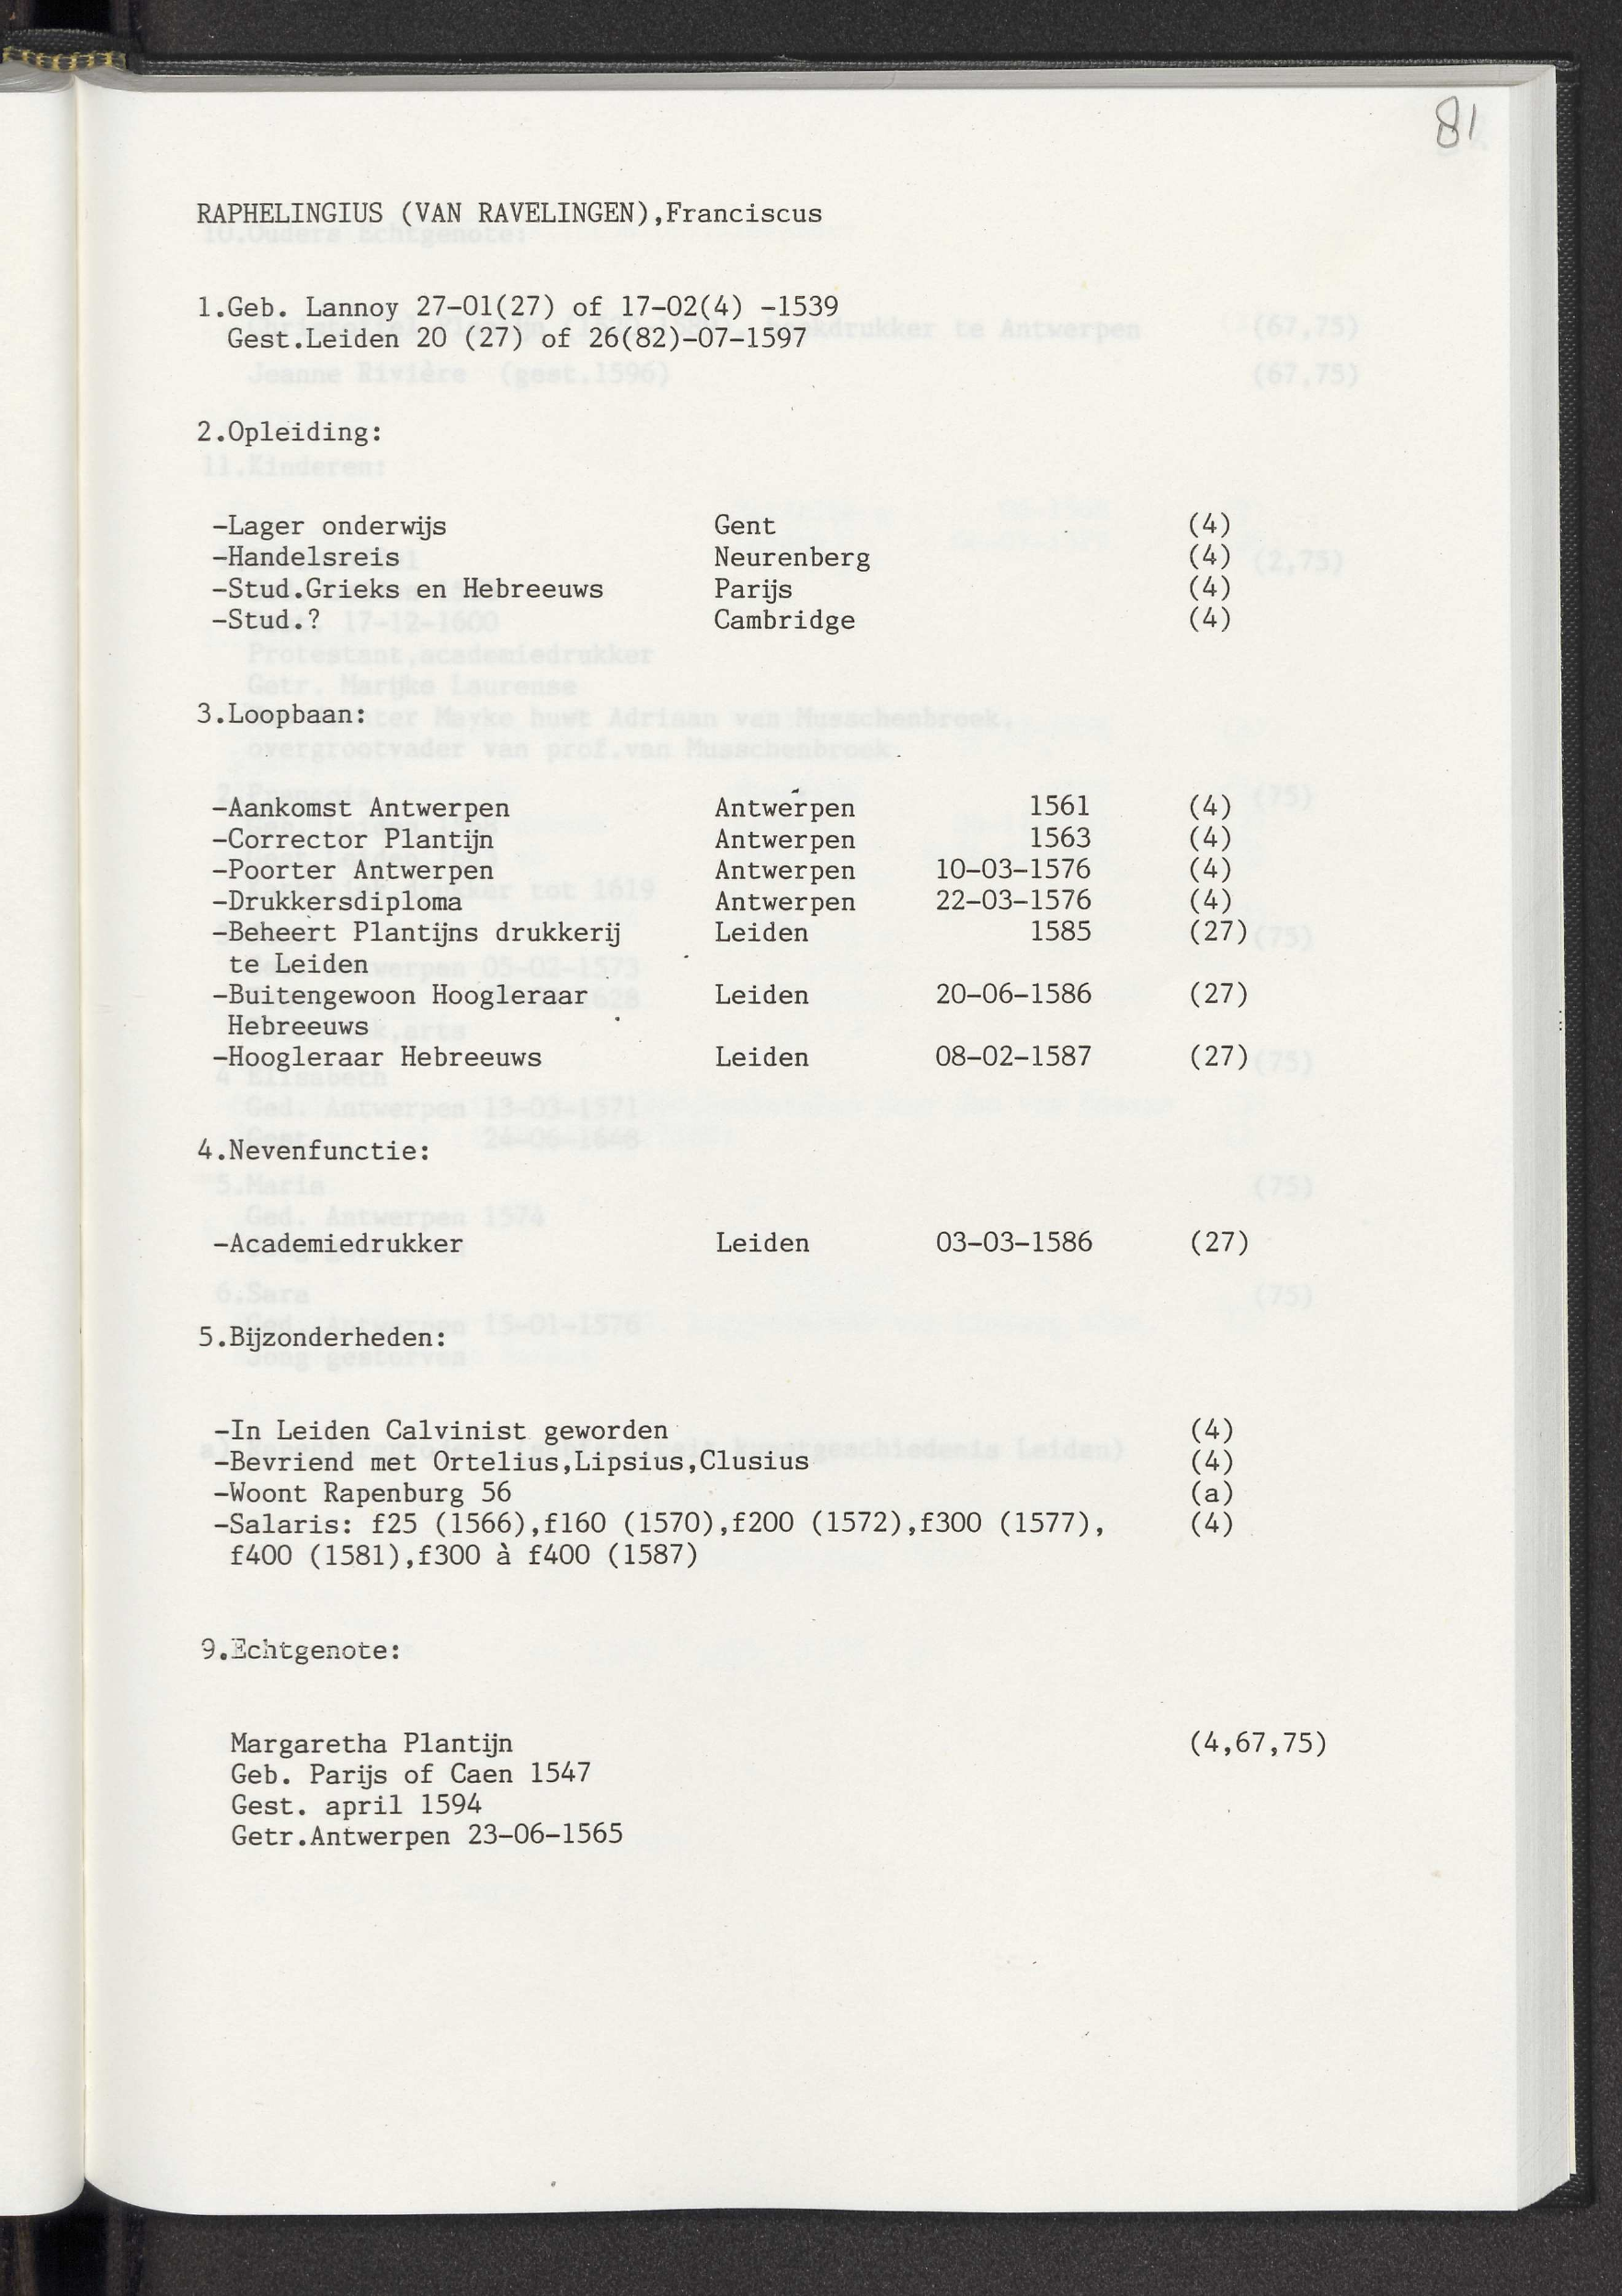 81
RAPHELINGIUS (VAN RAVELINGEN),Franciscus
1.Geb. Lannoy 27-01(27) of 17-02(4) -1539
Gest.Leiden 20 (27) of 26(82)-07-1597
2.Opleiding:
-Lager onderwijs Gent (4)
-Handelsreis Neurenberg (4)
-Stud.Grieks en Hebreeuws Parijs (4)
-Stud.? Cambridge (4)
3.Loopbaan:
-Aankomst Antwerpen Antwerpen 1561 (4)
-Corrector Plantijn Antwerpen 1563 (4)
-Poorter Antwerpen Antwerpen 10-03-1576 (4)
-Drukkersdiploma Antwerpen 22-03-1576 (4)
-Beheert Plantijns drukkerij Leiden 1585 (27)
te Leiden
-Buitengewoon Hoogleraar Leiden 20-06-1586 (27)
Hebreeuws
-Hoogleraar Hebreeuws Leiden 08-02-1587 (27)
4.Nevenfunctie:
-Academiedrukker Leiden 03-03-1586 (27)
5.Bijzonderheden:
-In Leiden Calvinist geworden (4)
-Bevriend met Ortelius,Lipsius,Clusius (4)
-Woont Rapenburg 56 (a)
-Salaris: f25 (1566),f160 (1570),f200 (1572),f300 (1577), (4)
f400 (1581),f300 à f400 (1587)
9.Echtgenote:
Margaretha Plantijn (4,67,75)
Geb. Parijs of Caen 1547
Gest. april 1594
Getr.Antwerpen 23-06-1565